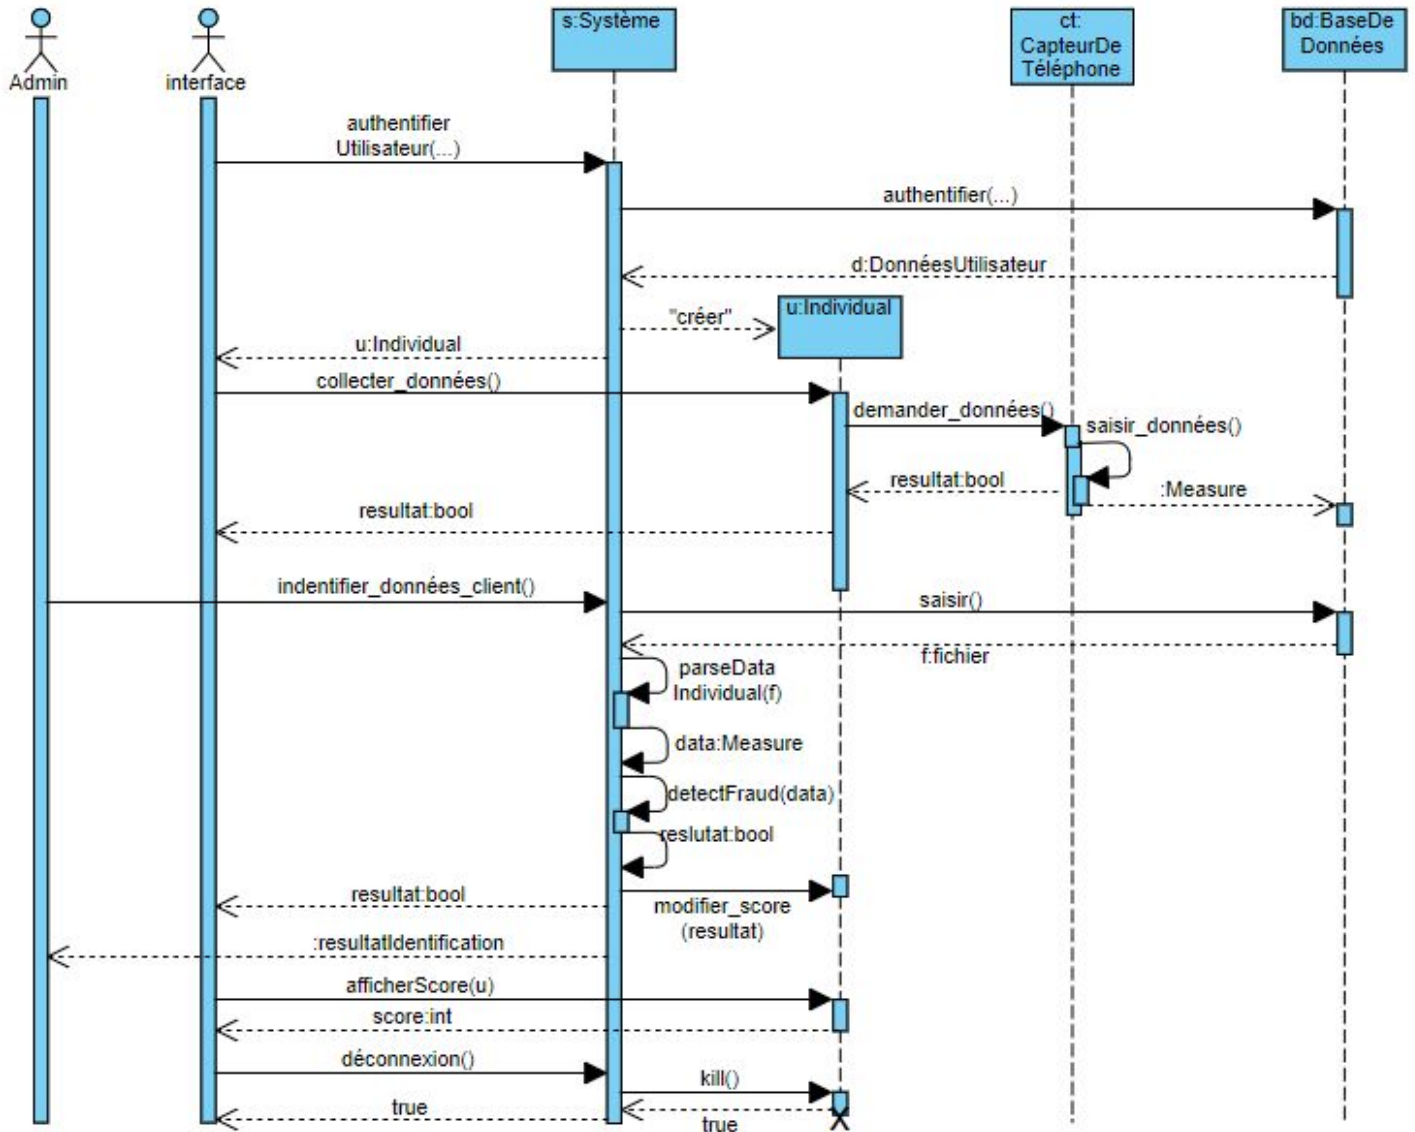 s:Système
ct:
CapteurDe
Téléphone
bd:BaseDe
Données
Admin
interface
authentifier
Utilisateur(...)
authentifier(...)
d:DonnéesUtilisateur
"créer"
u:Individual
u:Individual
collecter_données()
demander_données()
saisir_données()
resultat:bool
:Measure
resultat:bool
indentifier_données_client()
saisir()
f:fichier
parseData
Individual(f)
data:Measure
detectFraud(data)
reslutat:bool
resultat:bool
modifier_score
(resultat)
:resultatIdentification
afficherScore(u)
score:int
déconnexion()
kill()
true
true